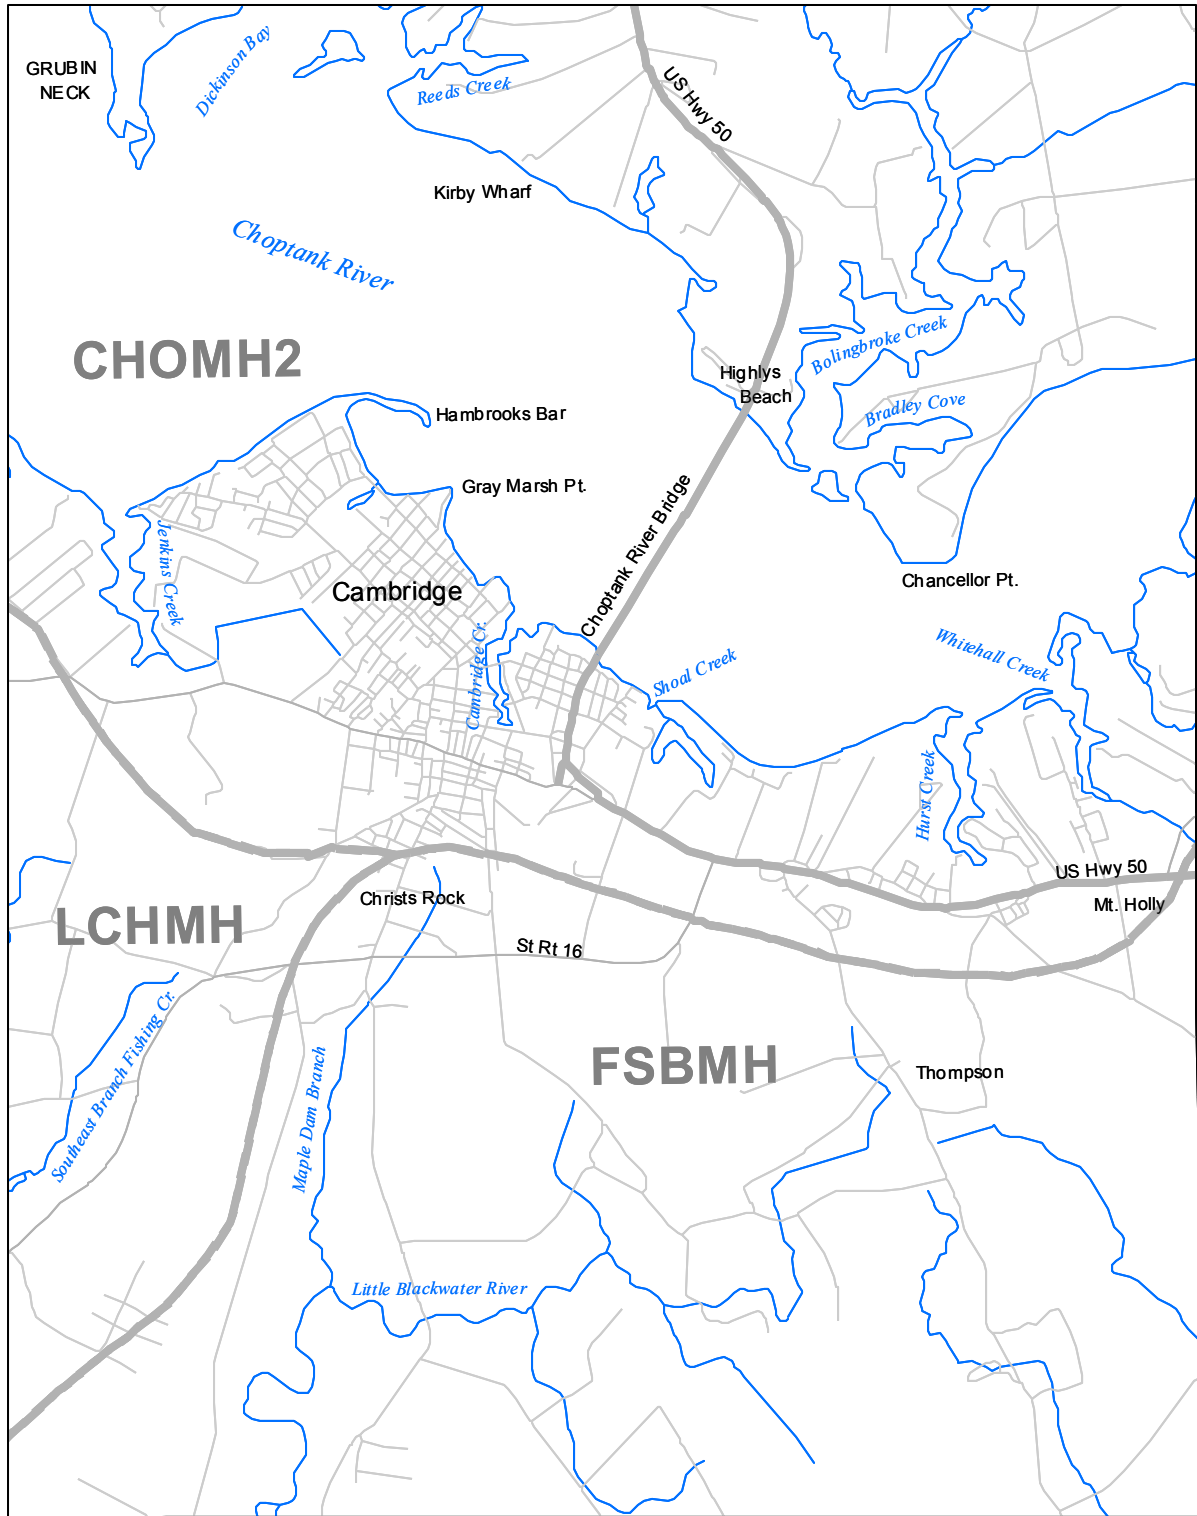 Dickinson Bay
GRUBIN
NECK
Reeds Creek
US Hwy 50
Kirby Wharf
Choptank River
CHOMH2
Bolingbroke Creek
Highlys
Beach
Bradley Cove
Hambrooks Bar
Gray Marsh Pt.
Choptank River Bridge
Jenkins Creek
Cambridge
Chancellor Pt.
Cambridge Cr.
Shoal Creek
Whitehall Creek
Hurst Creek
US Hwy 50
Christs Rock
Mt. Holly
LCHMH
St Rt 16
Southeast Branch Fishing Cr.
Maple Dam Branch
FSBMH
Thompson
Little Blackwater River